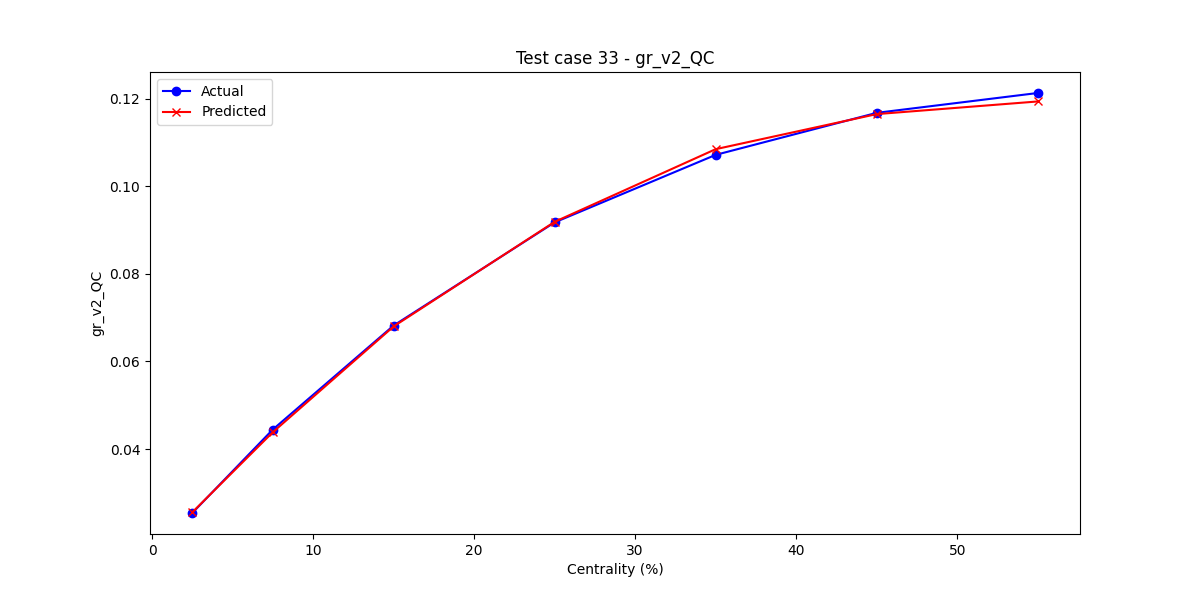 Test case 33 - gr_v2_QC
Actual
Predicted
0.12
0.10
0.08
0.06
0.04
gr_v2_QC
0 10 20 30 40 50
Centrality (%)